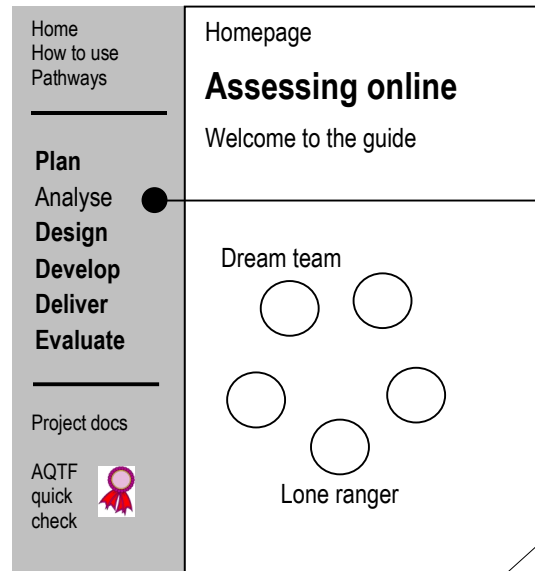 Home
How to use
Pathways
Plan
Analyse
Design
Develop
Deliver
Evaluate
Project docs
AQTF
quick
check
Homepage
Assessing online
Welcome to the guide
Dream team
Lone ranger